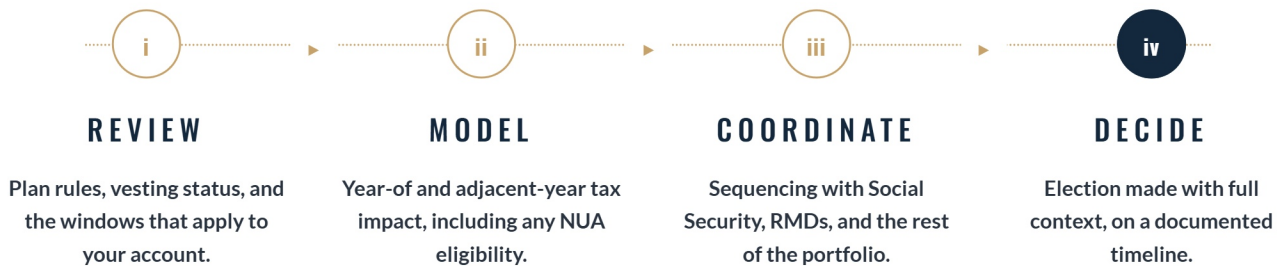 i
ii
iii
iv
REVIEW
MODEL
COORDINATE
DECIDE
Plan rules, vesting status, and
the windows that apply to
your account.
Year-of and adjacent-year tax
impact, including any NUA
eligibility.
Sequencing with Social
Security, RMDs, and the rest
of the portfolio.
Election made with full
context, on a documented
timeline.